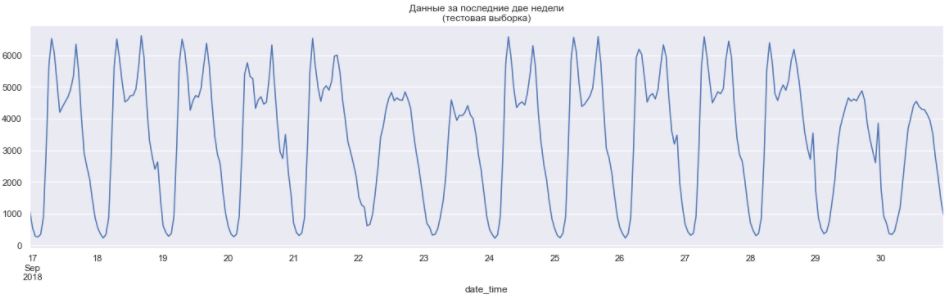 Данные за последние две недели
(тестовая выборка)
6000
5000
4000
3000
2000
1000
0
17 18 19 20 21 22 23 24 25 26 27 28 29 30
Sep
2018
date_time